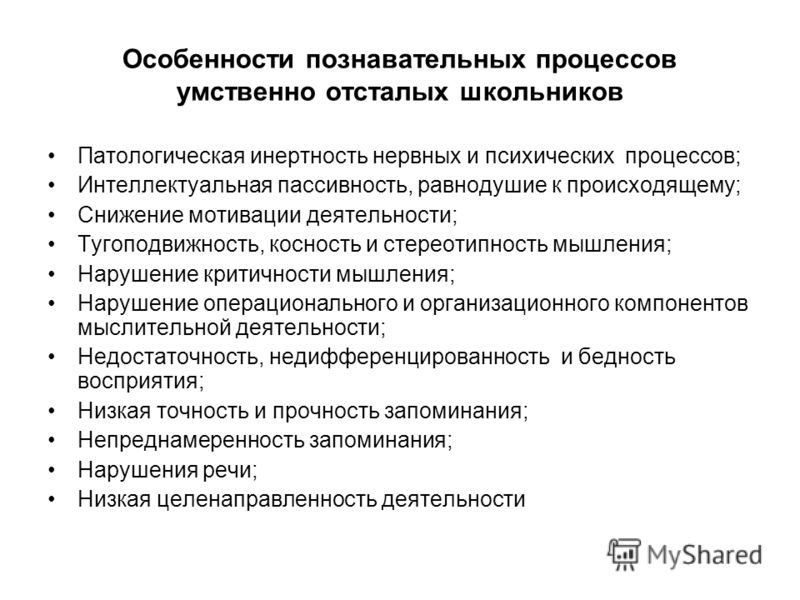 Особенности познавательных процессов
умственно отсталых школьников
• Патологическая инертность нервных и психических процессов;
• Интеллектуальная пассивность, равнодушие к происходящему;
• Снижение мотивации деятельности;
• Тугоподвижность, косность и стереотипность мышления;
• Нарушение критичности мышления;
• Нарушение операционального и организационного компонентов
мыслительной деятельности;
• Недостаточность, недифференцированность и бедность
восприятия;
• Низкая точность и прочность запоминания;
• Непреднамеренность запоминания;
• Нарушения речи;
• Низкая целенаправленность деятельности
MyShared